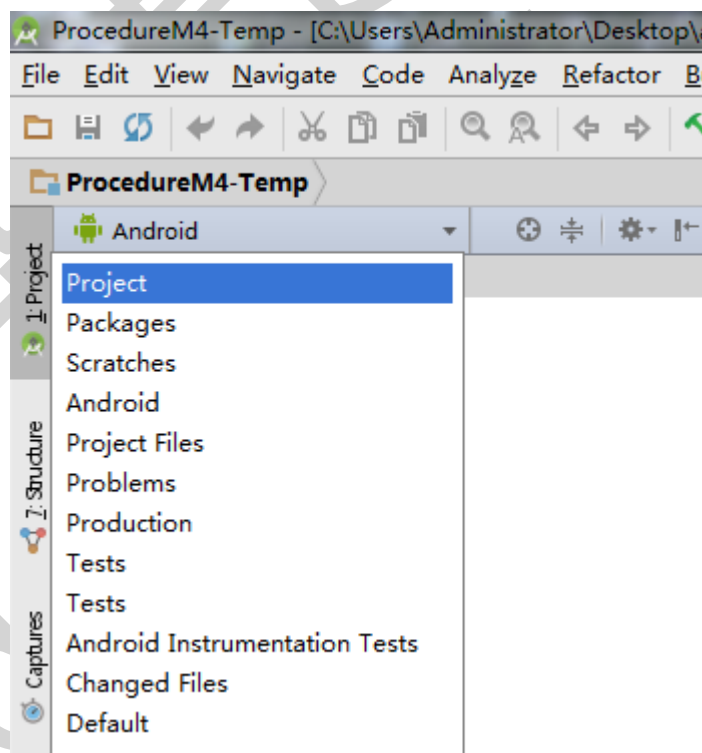 ProcedureM4-Temp - [C:\Users\Administrator\Desktop\
File Edit View Navigate Code Analyze Refactor
ProcedureM4-Temp
Android
1: Project
Project
Packages
Scratches
Android
Project Files
Problems
Production
Tests
Tests
Android Instrumentation Tests
Changed Files
Default
7: Structure
Captures